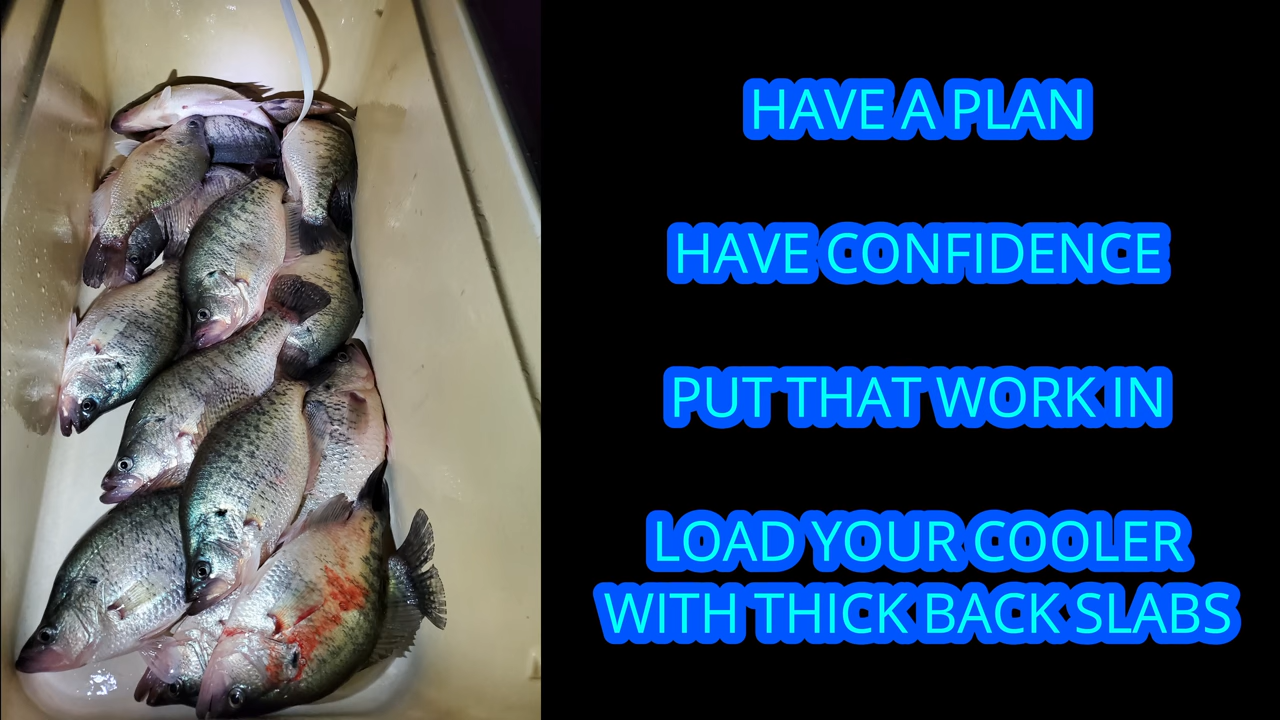 HAVE A PLAN
HAVE CONFIDENCE
PUT THAT WORK IN
LOAD YOUR COOLER
WITH THICK BACK SLABS